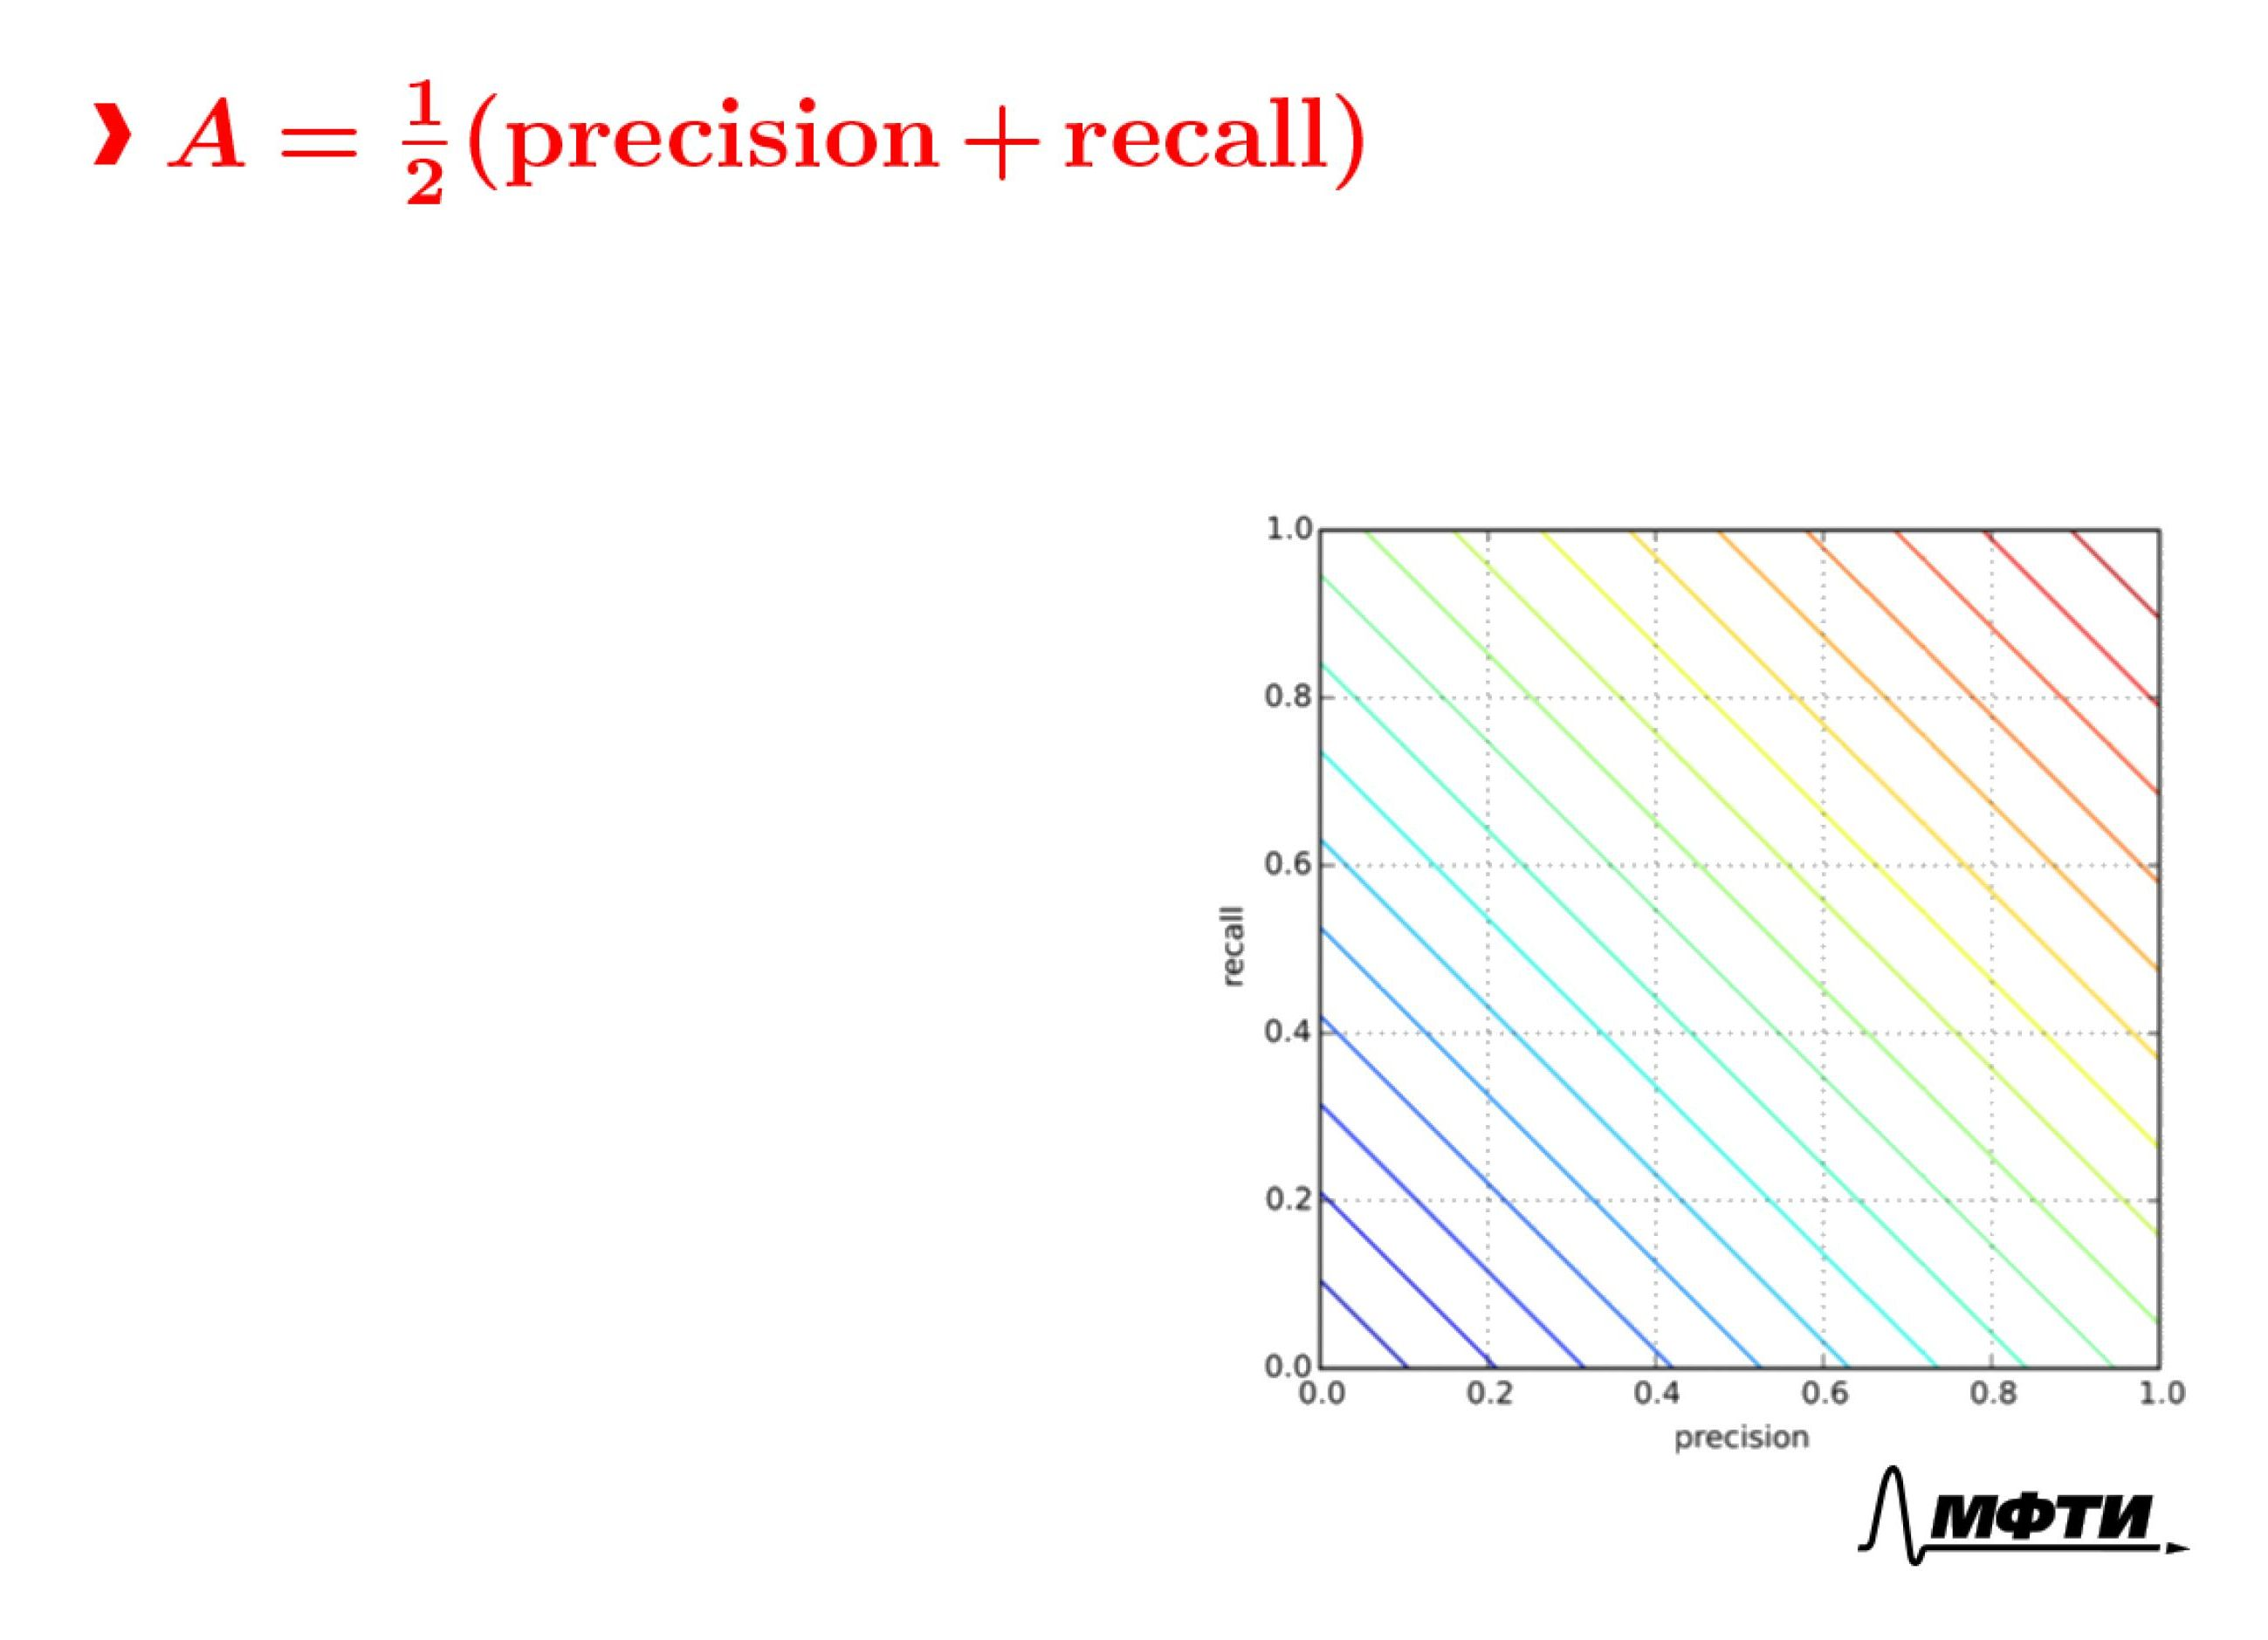 ❱ A = 1/2(precision + recall)
1.0
0.8
0.6
0.4
0.2
0.0
recall
0.0 0.2 0.4 0.6 0.8 1.0
precision
МФТИ